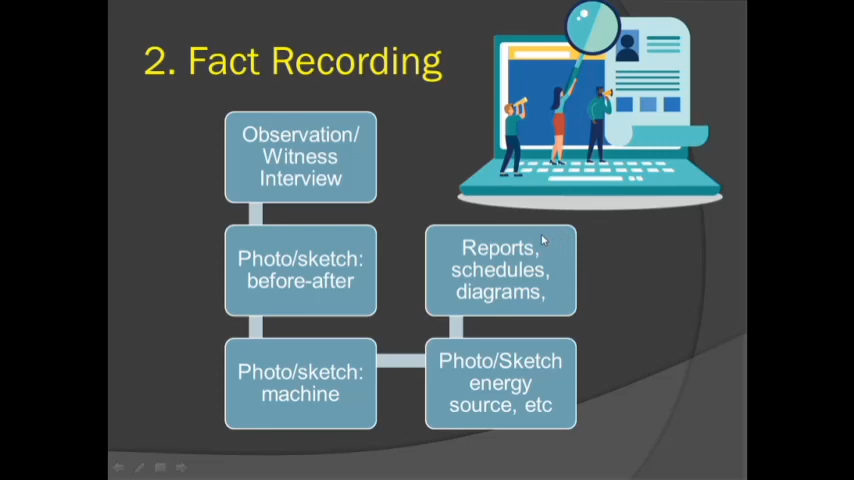 2. Fact Recording
Observation/
Witness
Interview
Photo/sketch:
before-after
Photo/sketch:
machine
Photo/Sketch
energy
source, etc
Reports,
schedules,
diagrams,